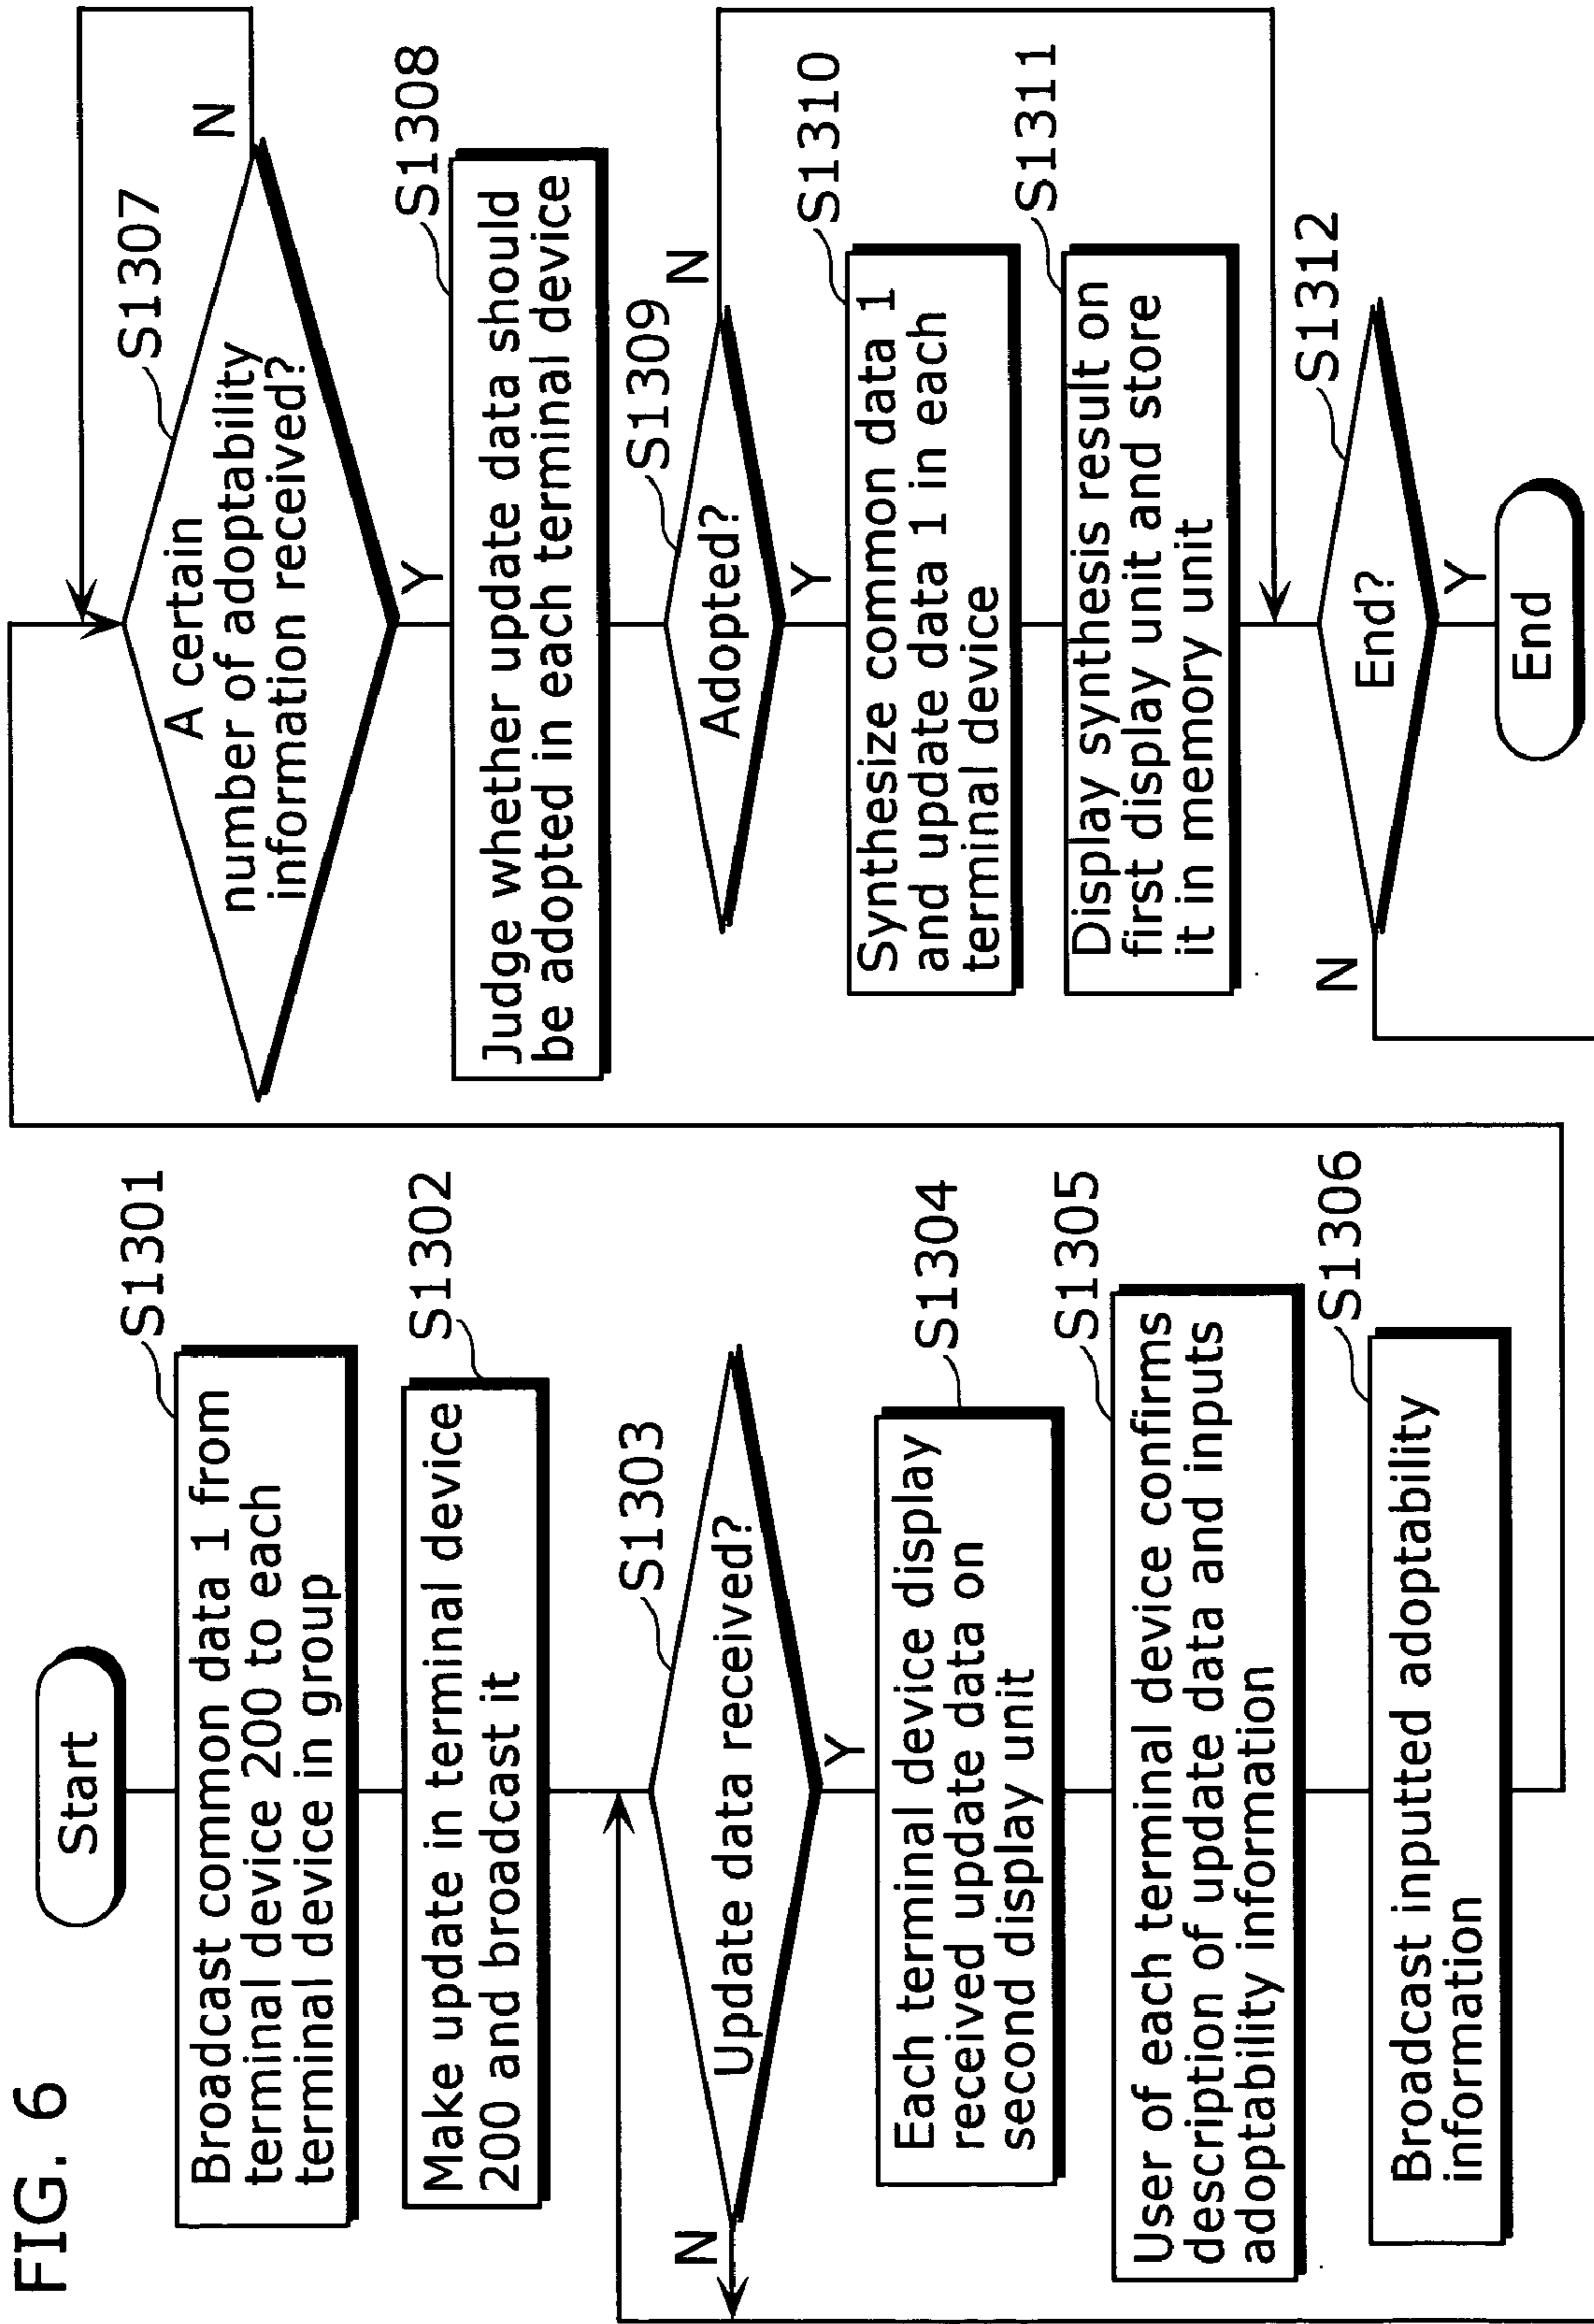 FIG. 6
Start
S1301
Broadcast common data 1 from
terminal device 200 to each
terminal device in group
S1302
Make update in terminal device
200 and broadcast it
S1303
Update data received?
N
Y
S1304
Each terminal device display
received update data on
second display unit
S1305
User of each terminal device confirms
description of update data and inputs
adoptability information
S1306
Broadcast inputted adoptability
information
S1307
A certain
number of adoptability
information received?
N
Y
S1308
Judge whether update data should
be adopted in each terminal device
S1309
Adopted?
N
Y
S1310
Synthesize common data 1
and update data 1 in each
terminal device
S1311
Display synthesis result on
first display unit and store
it in memory unit
S1312
End?
N
Y
End